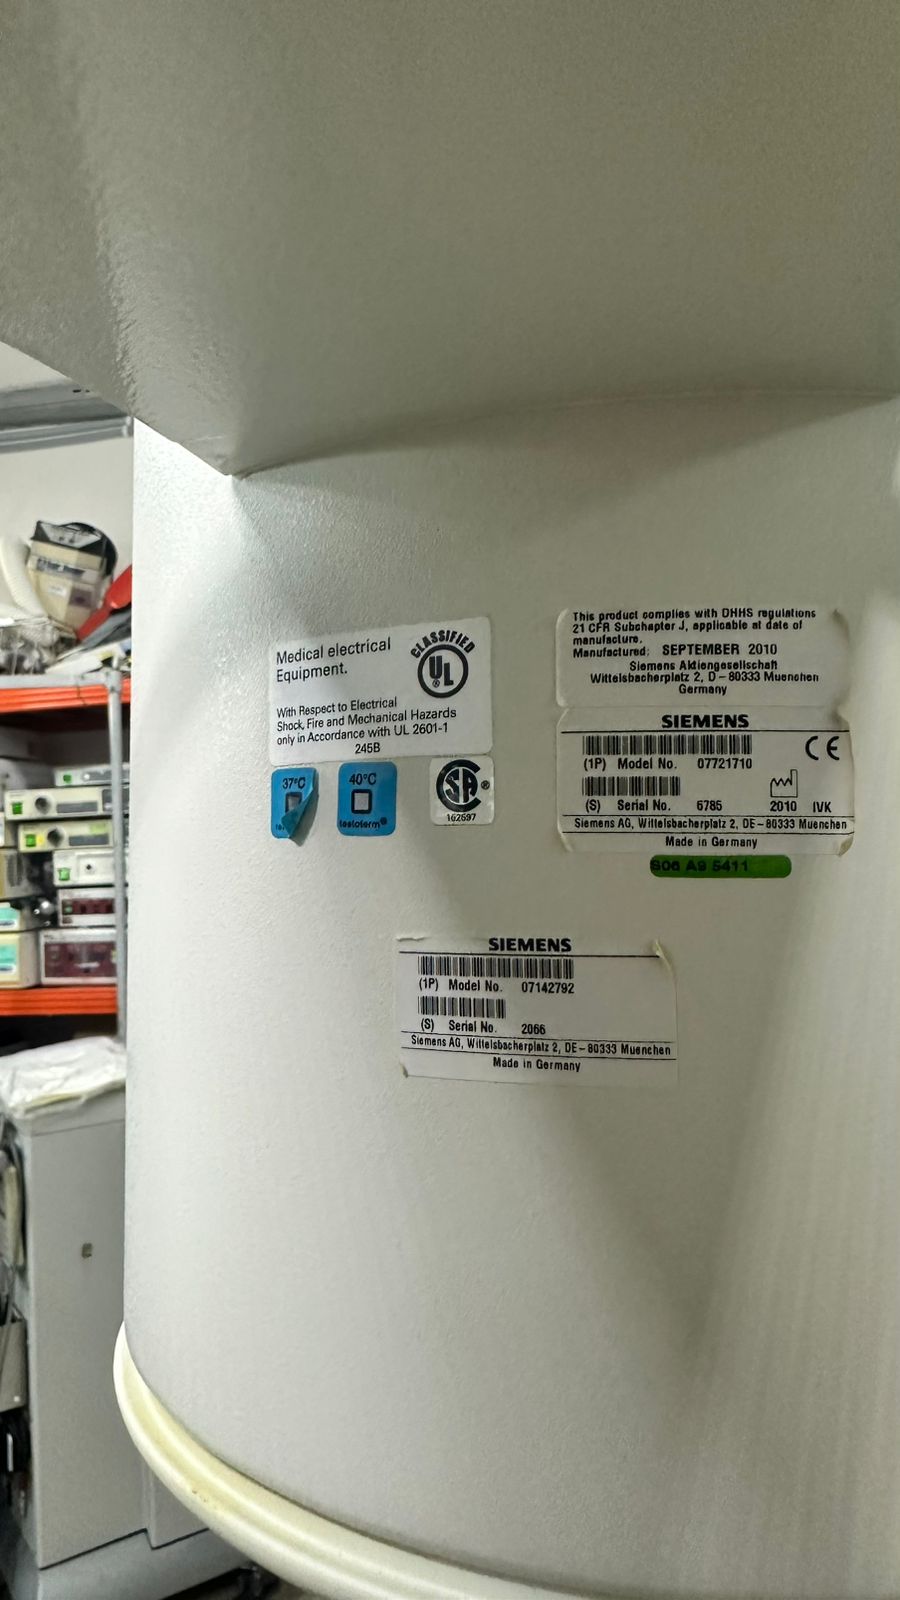 Medical electrical
Equipment.
CLASSIFIED
UL
®
With Respect to Electrical
Shock, Fire and Mechanical Hazards
only in Accordance with UL 2601-1
245B
37°C
40°C
testoterm®
SA®
162697
This product complies with DHHS regulations
21 CFR Subchapter J, applicable at date of
manufacture.
Manufactured: SEPTEMBER 2010
Siemens Aktiengesellschaft
Wittelsbacherplatz 2, D-80333 Muenchen
Germany
SIEMENS
(1P) Model No. 07721710
CE
(S) Serial No. 6785 2010 IVK
Siemens AG, Wittelsbacherplatz 2, DE-80333 Muenchen
Made in Germany
S06 A9 5411
SIEMENS
(1P) Model No. 07142792
(S) Serial No. 2066
Siemens AG, Wittelsbacherplatz 2, DE-80333 Muenchen
Made in Germany